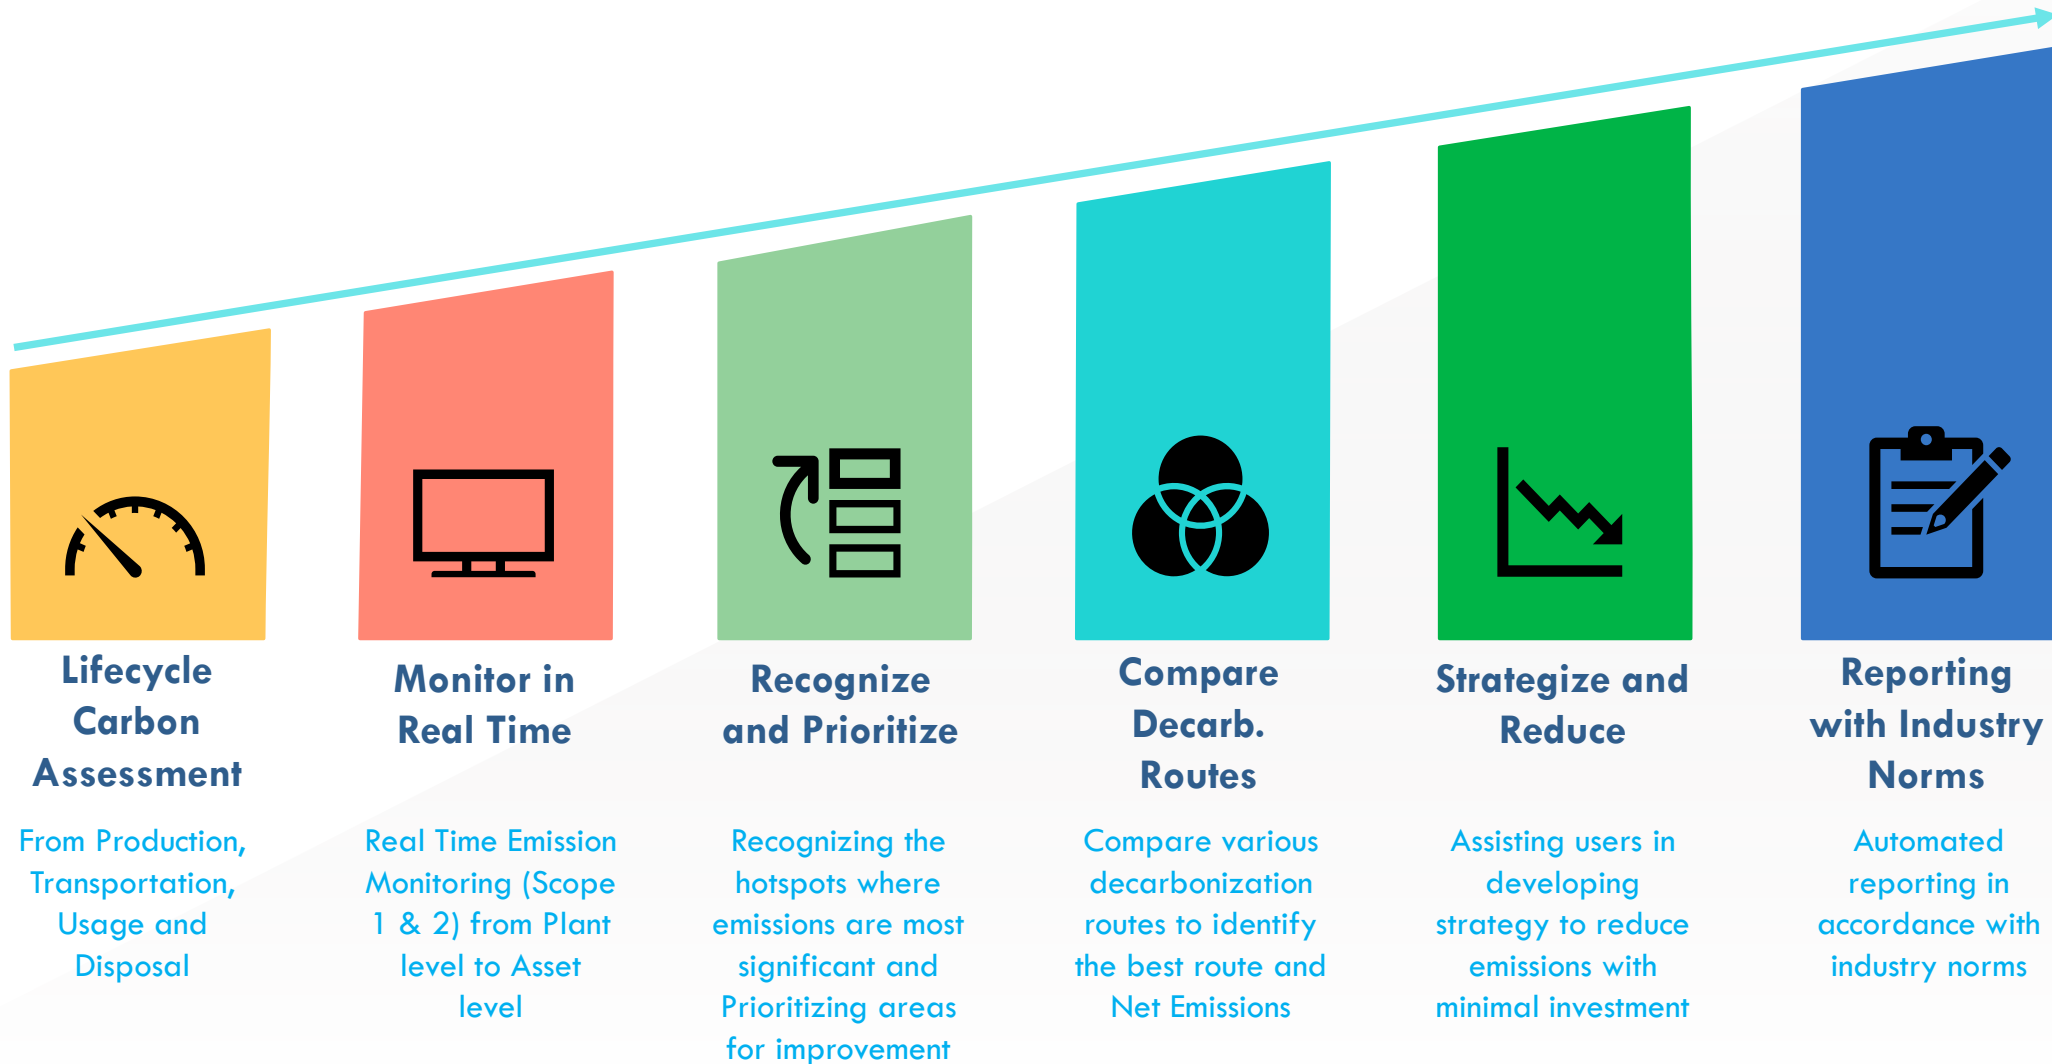 Lifecycle
Carbon
Assessment
From Production,
Transportation,
Usage and
Disposal
Monitor in
Real Time
Real Time Emission
Monitoring (Scope
1 & 2) from Plant
level to Asset
level
Recognize
and Prioritize
Recognizing the
hotspots where
emissions are most
significant and
Prioritizing areas
for improvement
Compare
Decarb.
Routes
Compare various
decarbonization
routes to identify
the best route and
Net Emissions
Strategize and
Reduce
Assisting users in
developing
strategy to reduce
emissions with
minimal investment
Reporting
with Industry
Norms
Automated
reporting in
accordance with
industry norms